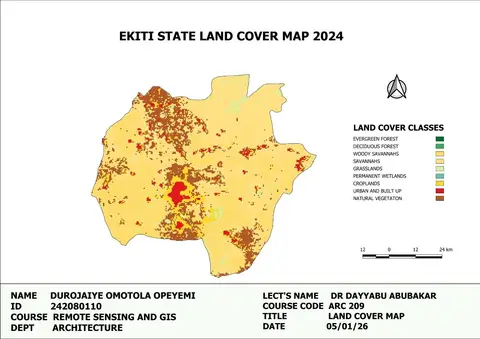 EKITI STATE LAND COVER MAP 2024
LAND COVER CLASSES
EVERGREEN FOREST
DECIDUOUS FOREST
WOODY SAVANNAHS
SAVANNAHS
GRASSLANDS
PERMANENT WETLANDS
CROPLANDS
URBAN AND BUILT UP
NATURAL VEGETATON
12 0 12 24 km
NAME DUROJAIYE OMOTOLA OPEYEMI
ID 242080110
COURSE REMOTE SENSING AND GIS
DEPT ARCHITECTURE
LECT'S NAME DR DAYYABU ABUBAKAR
COURSE CODE ARC 209
TITLE LAND COVER MAP
DATE 05/01/26